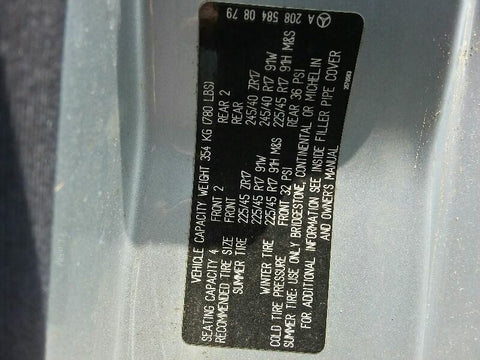 A 208 584 08 79
VEHICLE CAPACITY WEIGHT 354 KG (780 LBS)
SEATING CAPACITY 4 FRONT 2 REAR 2
RECOMMENDED TIRE SIZE FRONT REAR
SUMMER TIRE 225/45 ZR17 245/40 ZR17
225/45 R17 91W 245/40 R17 91W
WINTER TIRE 225/45 R17 91H M&S 225/45 R17 91H M&S
COLD TIRE PRESSURE FRONT 32 PSI REAR 36 PSI
SUMMER TIRE: USE ONLY BRIDGESTONE, CONTINENTAL OR MICHELIN
FOR ADDITIONAL INFORMATION SEE INSIDE FILLER PIPE COVER
AND OWNER'S MANUAL